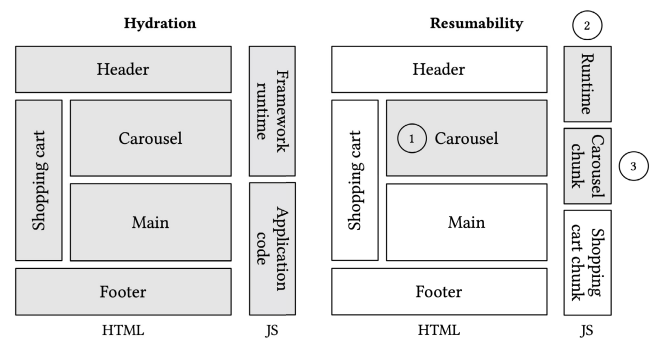 Hydration
Header
Shopping cart
Carousel
Main
Footer
HTML
Framework
runtime
Application
code
JS
Resumability
Header
Shopping cart
1 Carousel
Main
Footer
HTML
2
Runtime
Carousel
chunk
3
Shopping
cart chunk
JS